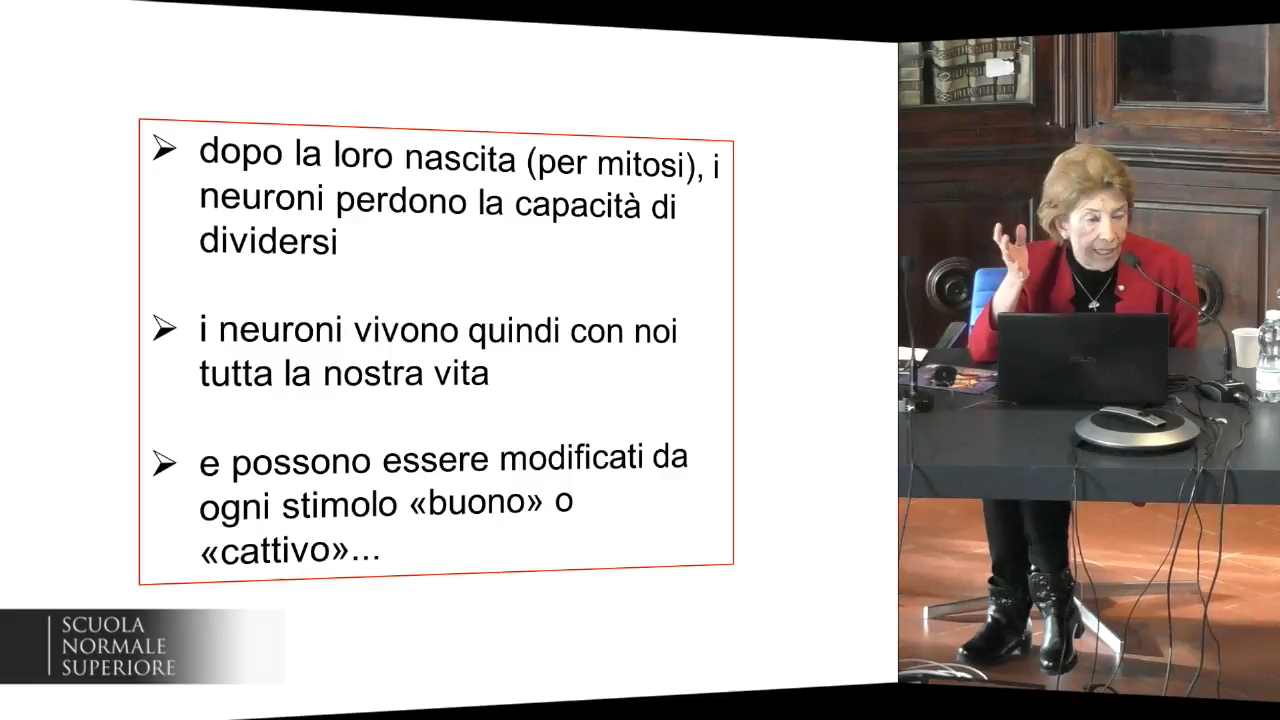 dopo la loro nascita (per mitosi), i
neuroni perdono la capacità di
dividersi
i neuroni vivono quindi con noi
tutta la nostra vita
e possono essere modificati da
ogni stimolo «buono» o
«cattivo»...
SCUOLA
NORMALE
SUPERIORE